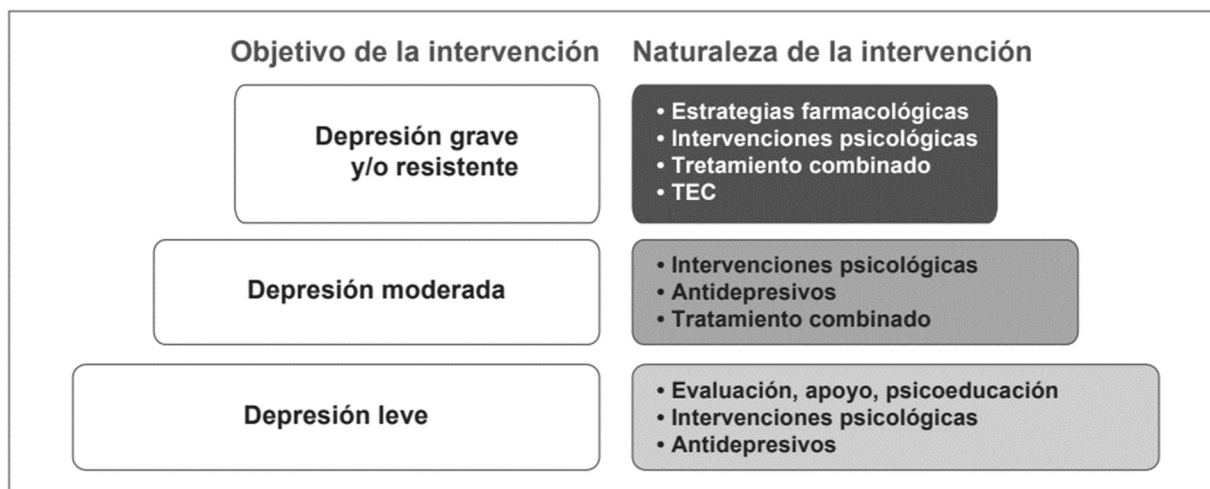 Objetivo de la intervención
Naturaleza de la intervención
Depresión grave
y/o resistente
• Estrategias farmacológicas
• Intervenciones psicológicas
• Tretamiento combinado
• TEC
Depresión moderada
• Intervenciones psicológicas
• Antidepresivos
• Tratamiento combinado
Depresión leve
• Evaluación, apoyo, psicoeducación
• Intervenciones psicológicas
• Antidepresivos